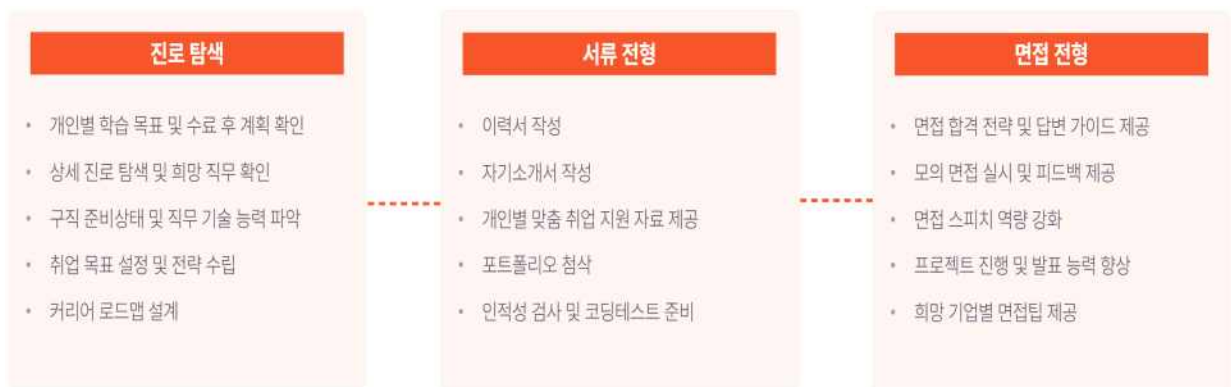 진로 탐색
개인별 학습 목표 및 수료 후 계획 확인
상세 진로 탐색 및 희망 직무 확인
구직 준비상태 및 직무 기술 능력 파악
취업 목표 설정 및 전략 수립
커리어 로드맵 설계
서류 전형
이력서 작성
자기소개서 작성
개인별 맞춤 취업 지원 자료 제공
포트폴리오 첨삭
인적성 검사 및 코딩테스트 준비
면접 전형
면접 합격 전략 및 답변 가이드 제공
모의 면접 실시 및 피드백 제공
면접 스피치 역량 강화
프로젝트 진행 및 발표 능력 향상
희망 기업별 면접팁 제공